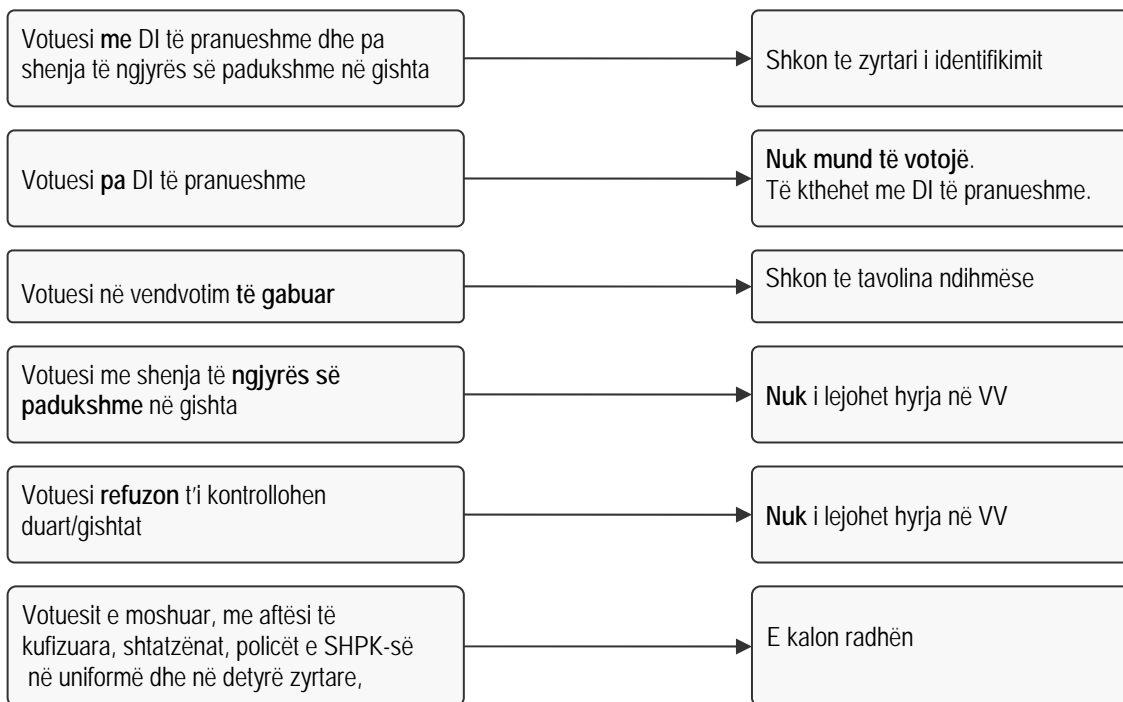 Votuesi me DI të pranueshme dhe pa
shenja të ngjyrës së padukshme në gishta
Shkon te zyrtari i identifikimit
Votuesi pa DI të pranueshme
Nuk mund të votojë.
Të kthehet me DI të pranueshme.
Votuesi në vendvotim të gabuar
Shkon te tavolina ndihmëse
Votuesi me shenja të ngjyrës së
padukshme në gishta
Nuk i lejohet hyrja në VV
Votuesi refuzon t'i kontrollohen
duart/gishtat
Nuk i lejohet hyrja në VV
Votuesit e moshuar, me aftësi të
kufizuara, shtatzënat, policët e SHPK-së
në uniformë dhe në detyrë zyrtare,
E kalon radhën